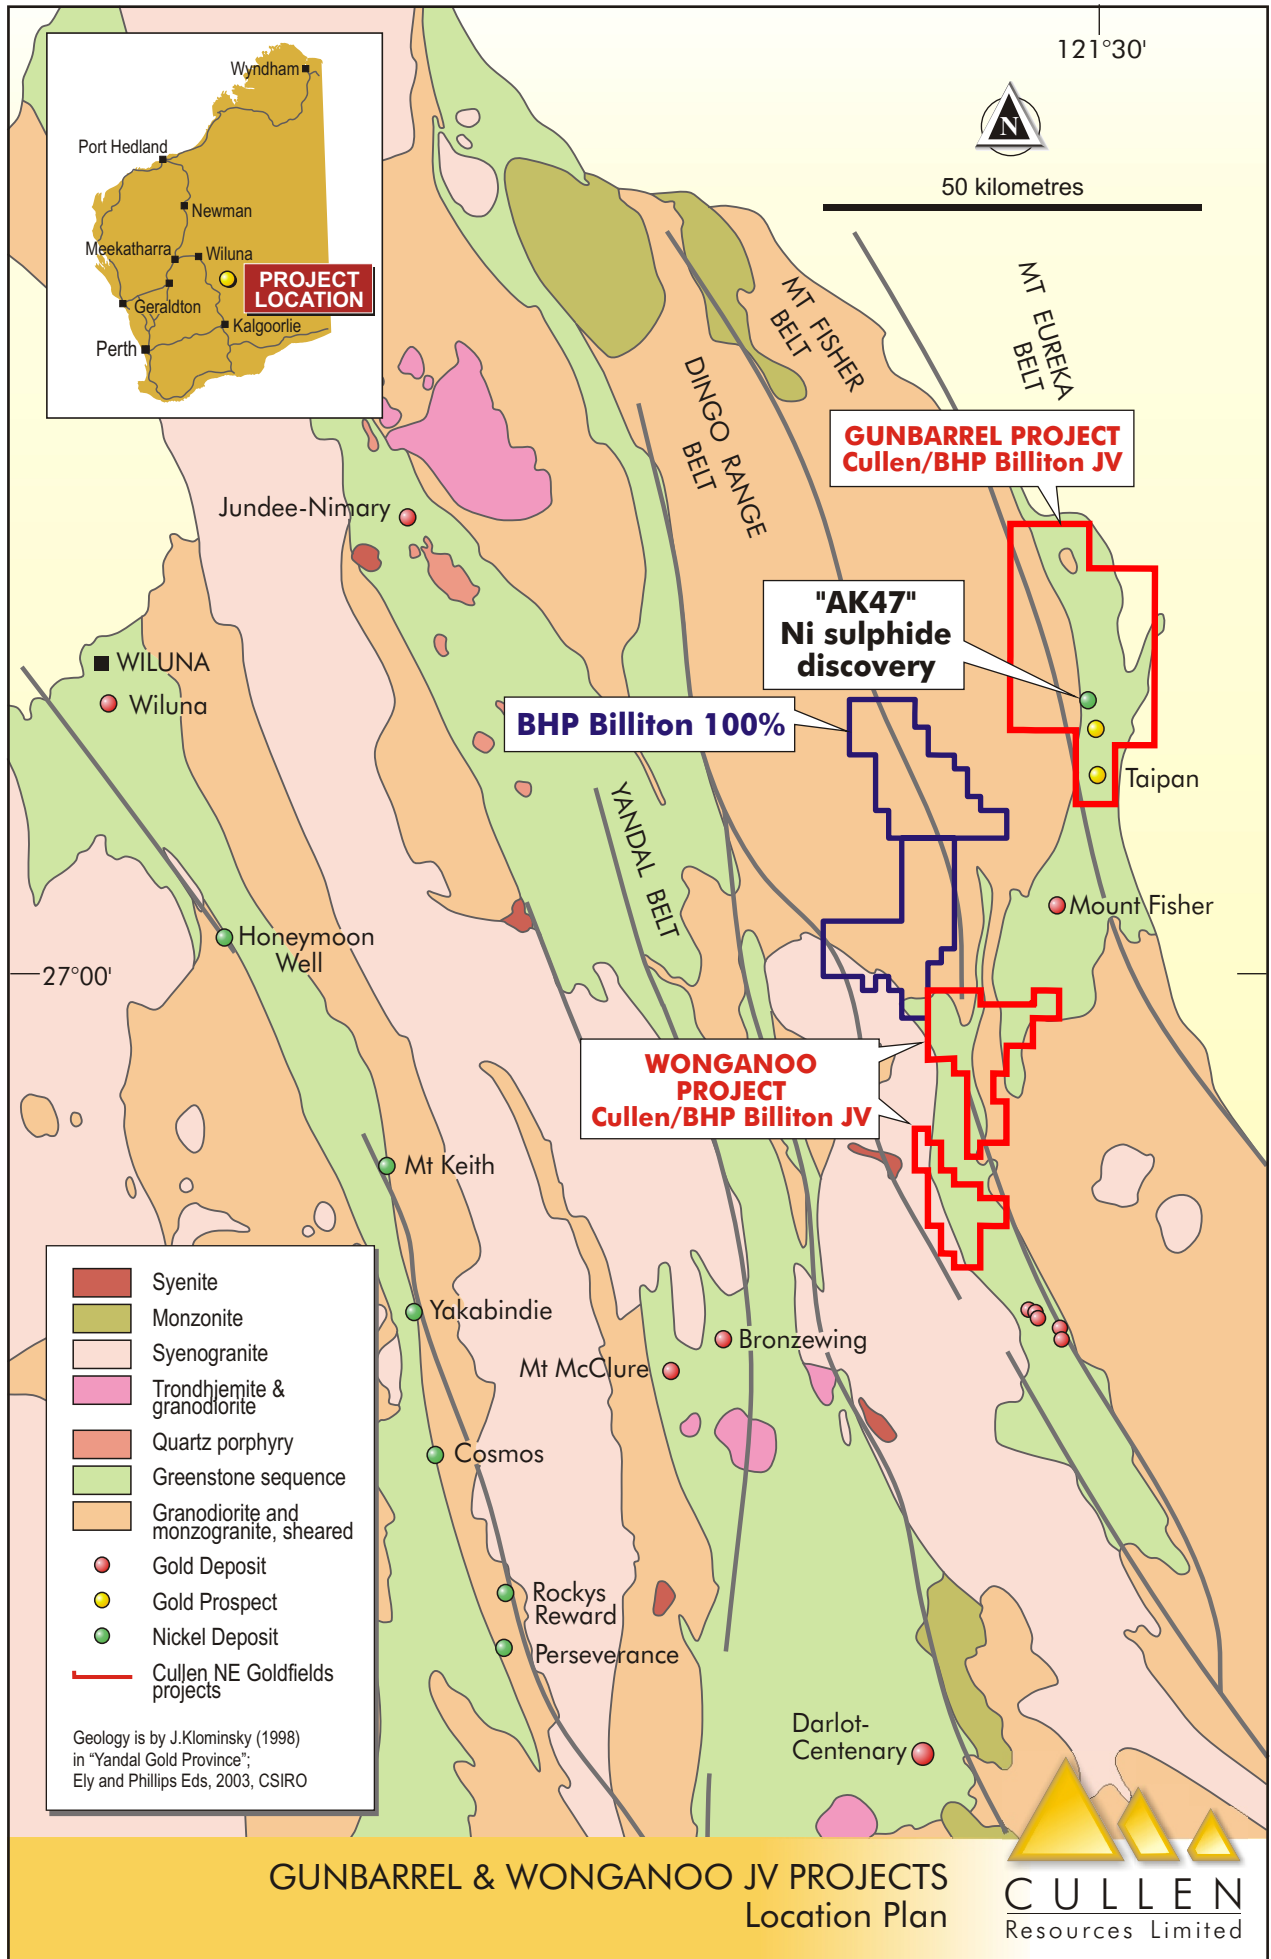 121°30'
N
50 kilometres
Wyndham
Port Hedland
Newman
Meekatharra
Wiluna
PROJECT
LOCATION
Geraldton
Kalgoorlie
Perth
MT EUREKA
BELT
MT FISHER
BELT
DINGO RANGE
BELT
GUNBARREL PROJECT
Cullen/BHP Billiton JV
Jundee-Nimary
"AK47"
Ni sulphide
discovery
WILUNA
Wiluna
BHP Billiton 100%
Taipan
YANDAL BELT
Mount Fisher
Honeymoon
Well
27°00'
WONGANOO
PROJECT
Cullen/BHP Billiton JV
Mt Keith
Yakabindie
Bronzewing
Mt McClure
Cosmos
Rockys
Reward
Perseverance
Darlot-
Centenary
Syenite
Monzonite
Syenogranite
Trondhjemite &
granodiorite
Quartz porphyry
Greenstone sequence
Granodiorite and
monzogranite, sheared
Gold Deposit
Gold Prospect
Nickel Deposit
Cullen NE Goldfields
projects
Geology is by J.Klominsky (1998)
in “Yandal Gold Province”;
Ely and Phillips Eds, 2003, CSIRO
GUNBARREL & WONGANOO JV PROJECTS
Location Plan
CULLEN
Resources Limited